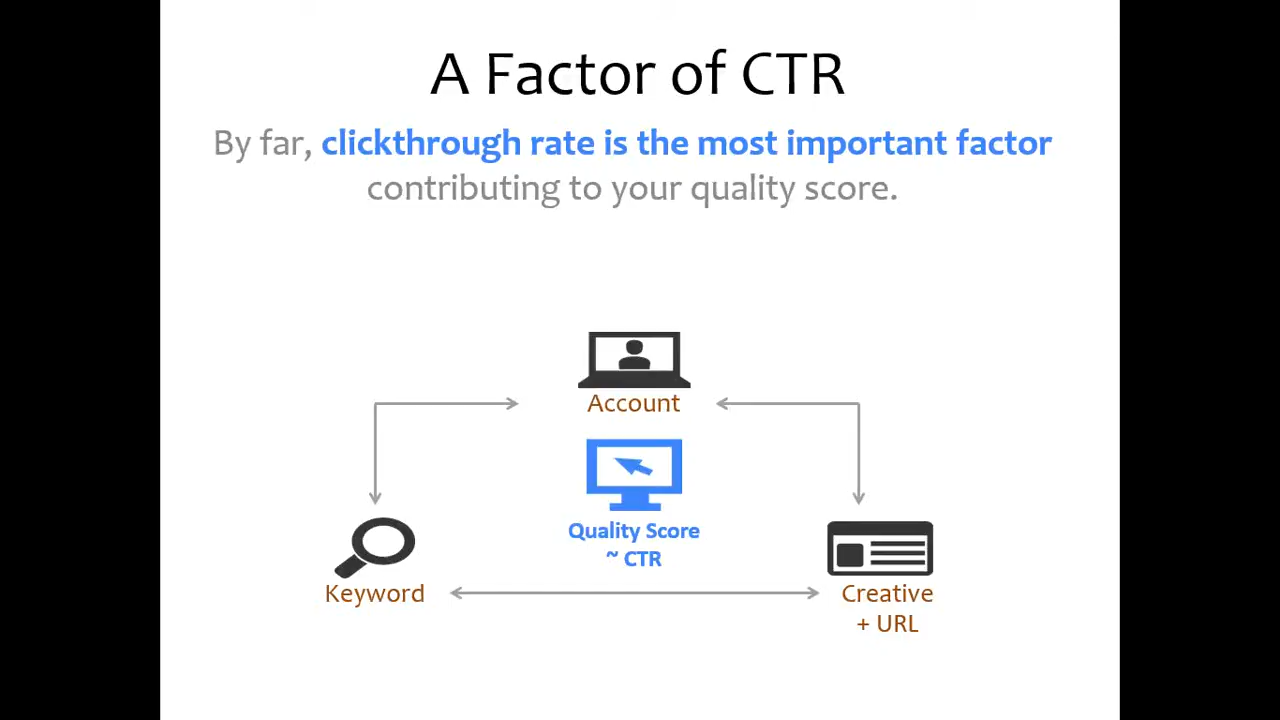 A Factor of CTR
By far, clickthrough rate is the most important factor
contributing to your quality score.
Account
Quality Score
~ CTR
Keyword
Creative
+ URL